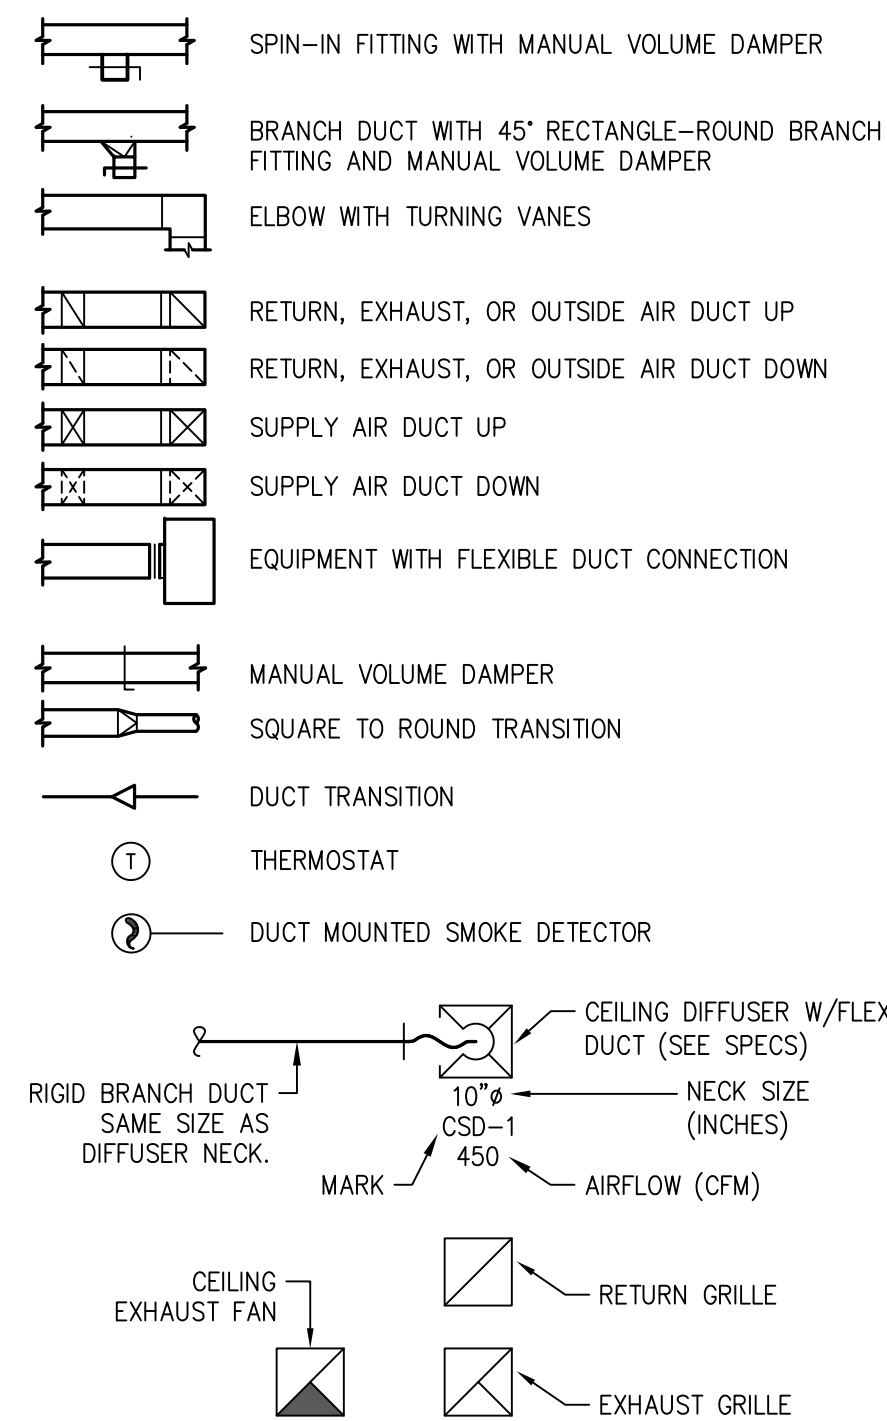 SPIN-IN FITTING WITH MANUAL VOLUME DAMPER
BRANCH DUCT WITH 45° RECTANGLE-ROUND BRANCH
FITTING AND MANUAL VOLUME DAMPER
ELBOW WITH TURNING VANES
RETURN, EXHAUST, OR OUTSIDE AIR DUCT UP
RETURN, EXHAUST, OR OUTSIDE AIR DUCT DOWN
SUPPLY AIR DUCT UP
SUPPLY AIR DUCT DOWN
EQUIPMENT WITH FLEXIBLE DUCT CONNECTION
MANUAL VOLUME DAMPER
SQUARE TO ROUND TRANSITION
DUCT TRANSITION
T
THERMOSTAT
DUCT MOUNTED SMOKE DETECTOR
CEILING DIFFUSER W/FLEX
DUCT (SEE SPECS)
RIGID BRANCH DUCT
SAME SIZE AS
DIFFUSER NECK.
10"ø
CSD-1
450
NECK SIZE
(INCHES)
MARK
AIRFLOW (CFM)
CEILING
EXHAUST FAN
RETURN GRILLE
EXHAUST GRILLE